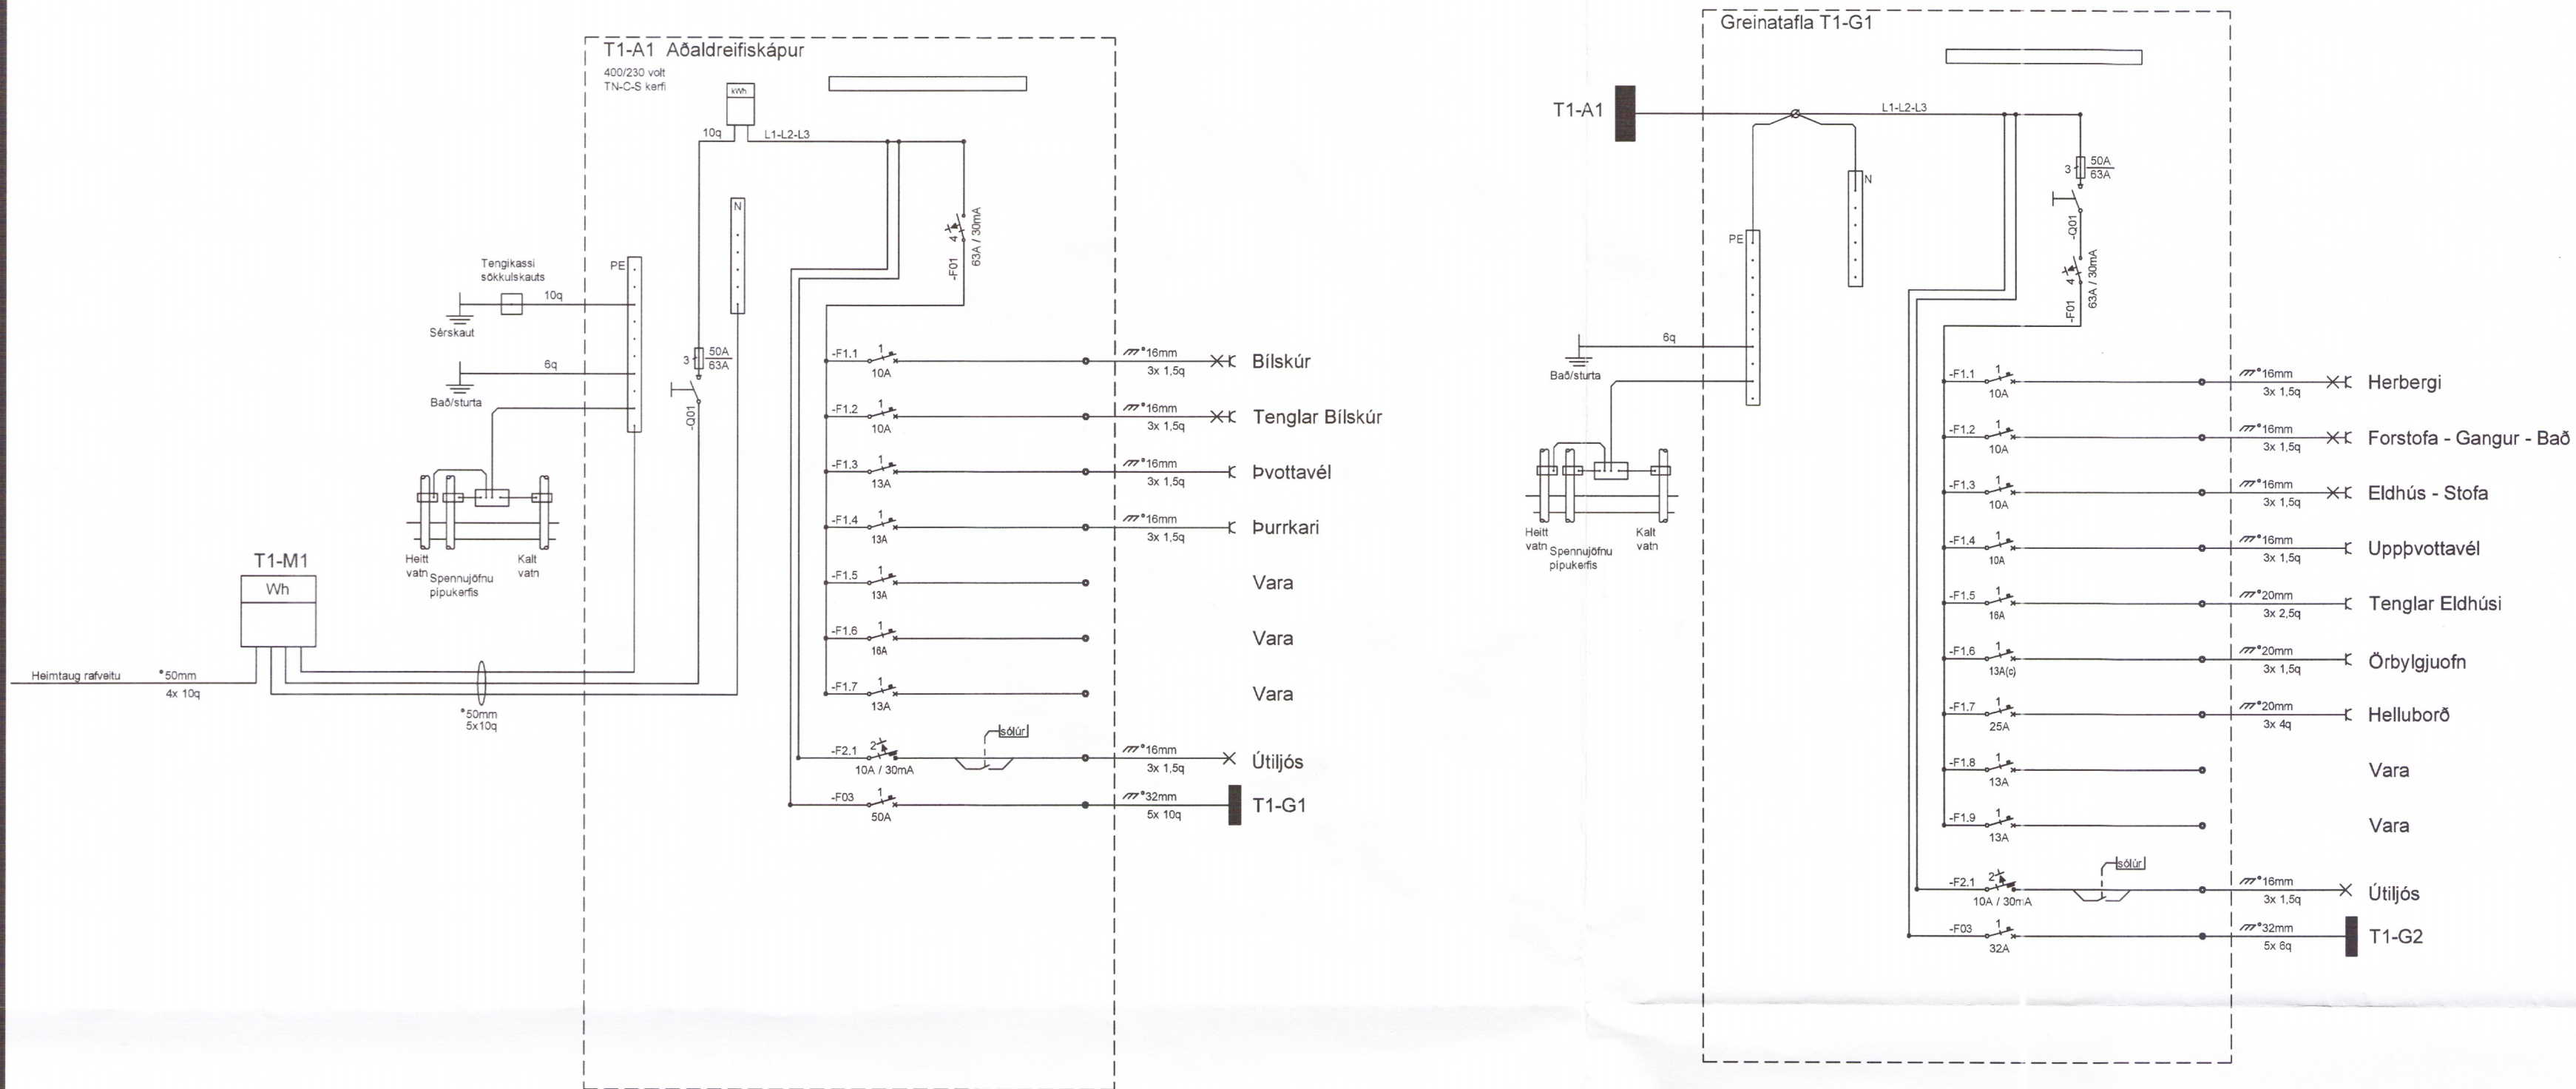 T1-A1 Aðaldreifiskápur
400/230 volt
TN-C-S kerfi
kWh
10q
L1-L2-L3
N
PE
Tengikassi
sökkulskauts
10q
Sérskaut
6q
Bað/sturta
3
50A
63A
-Q01
4
-F01
63A / 30mA
Heitt
vatn
Spennujöfnu
pípukerfis
Kalt
vatn
T1-M1
Wh
Heimtaug rafveitu
*50mm
4x 10q
*50mm
5x10q
-F1.1
1
10A
*16mm
3x 1,5q
Bílskúr
-F1.2
1
10A
*16mm
3x 1,5q
Tenglar Bílskúr
-F1.3
1
13A
*16mm
3x 1,5q
Þvottavél
-F1.4
1
13A
*16mm
3x 1,5q
Þurrkari
-F1.5
1
13A
Vara
-F1.6
1
16A
Vara
-F1.7
1
13A
Vara
-F2.1
2
10A / 30mA
sólúr
*16mm
3x 1,5q
Útiljós
-F03
1
50A
*32mm
5x 10q
T1-G1
Greinatafla T1-G1
T1-A1
L1-L2-L3
N
PE
3
50A
63A
-Q01
4
-F01
63A / 30mA
6q
Bað/sturta
Heitt
vatn
Spennujöfnu
pípukerfis
Kalt
vatn
-F1.1
1
10A
*16mm
3x 1,5q
Herbergi
-F1.2
1
10A
*16mm
3x 1,5q
Forstofa - Gangur - Bað
-F1.3
1
10A
*16mm
3x 1,5q
Eldhús - Stofa
-F1.4
1
10A
*16mm
3x 1,5q
Uppþvottavél
-F1.5
1
16A
*20mm
3x 2,5q
Tenglar Eldhúsi
-F1.6
1
13A(c)
*20mm
3x 1,5q
Örbylgjuofn
-F1.7
1
25A
*20mm
3x 4q
Helluborð
-F1.8
1
13A
Vara
-F1.9
1
13A
Vara
-F2.1
2
10A / 30mA
sólúr
*16mm
3x 1,5q
Útiljós
-F03
1
32A
*32mm
5x 6q
T1-G2